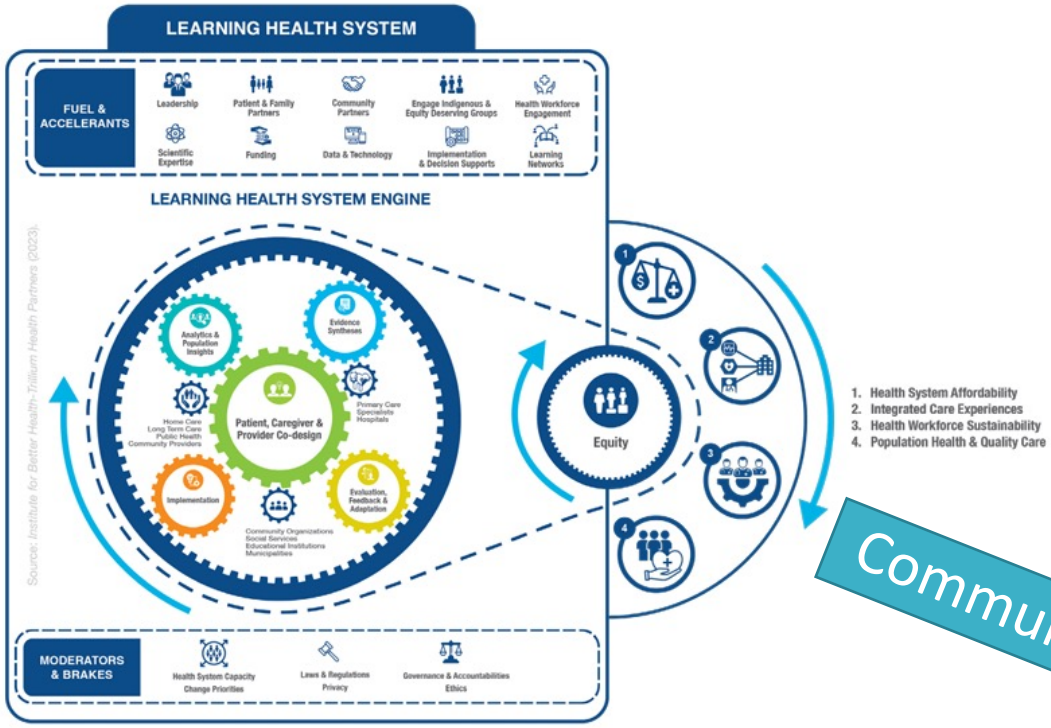 LEARNING HEALTH SYSTEM
FUEL &
ACCELERANTS
Leadership
Patient & Family
Partners
Community
Partners
Engage Indigenous &
Equity Deserving Groups
Health Workforce
Engagement
Scientific
Expertise
Funding
Data & Technology
Implementation
& Decision Supports
Learning
Networks
LEARNING HEALTH SYSTEM ENGINE
Source: Institute for Better Health-Trillium Health Partners (2023).
Analytics &
Population
Insights
Evidence
Syntheses
Home Care
Long Term Care
Public Health
Community Providers
Patient, Caregiver &
Provider Co-design
Primary Care
Specialists
Hospitals
Implementation
Evaluation,
Feedback &
Adaptation
Community Organizations
Social Services
Educational Institutions
Municipalities
Equity
1
$
2
3
4
1. Health System Affordability
2. Integrated Care Experiences
3. Health Workforce Sustainability
4. Population Health & Quality Care
MODERATORS
& BRAKES
Health System Capacity
Change Priorities
Laws & Regulations
Privacy
Governance & Accountabilities
Ethics